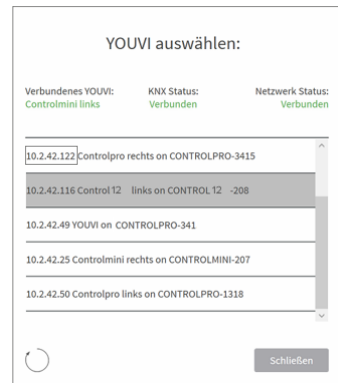 YOUVI auswählen:
Verbundenes YOUVI: KNX Status: Netzwerk Status:
Controlmini links Verbunden Verbunden
10.2.42.122 Controlpro rechts on CONTROLPRO-3415
10.2.42.116 Control 12 links on CONTROL 12 -208
10.2.42.49 YOUVI on CONTROLPRO-341
10.2.42.25 Controlmini rechts on CONTROLMINI-207
10.2.42.50 Controlpro links on CONTROLPRO-1318
Schließen